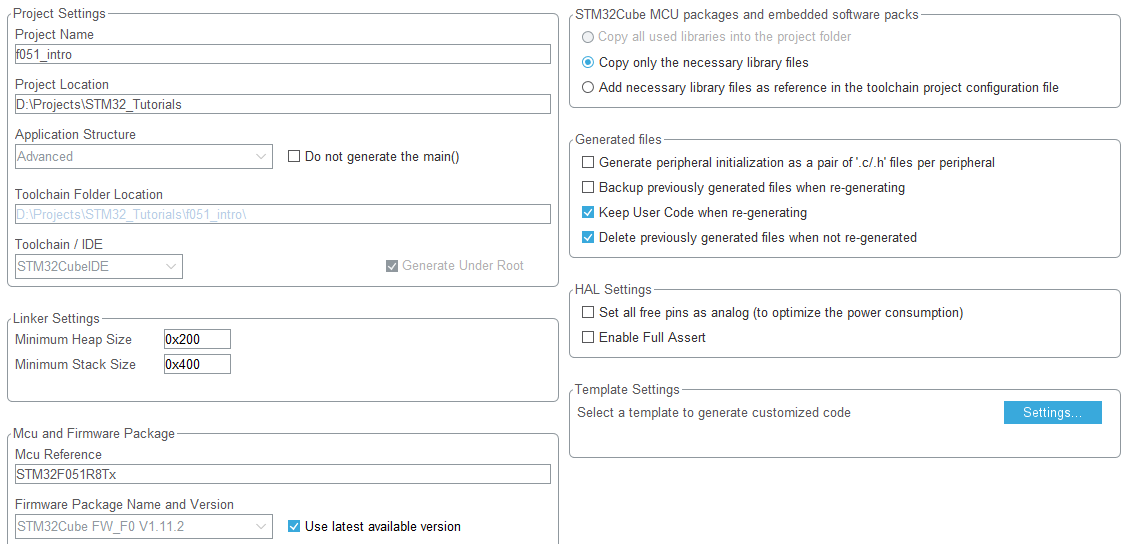 Project Settings
Project Name
f051_intro
Project Location
D:\Projects\STM32_Tutorials
Application Structure
Advanced
Do not generate the main()
Toolchain Folder Location
D:\Projects\STM32_Tutorials\f051_intro\
Toolchain / IDE
STM32CubeIDE
Generate Under Root
Linker Settings
Minimum Heap Size
0x200
Minimum Stack Size
0x400
Mcu and Firmware Package
Mcu Reference
STM32F051R8Tx
Firmware Package Name and Version
STM32Cube FW_F0 V1.11.2
Use latest available version
STM32Cube MCU packages and embedded software packs
Copy all used libraries into the project folder
Copy only the necessary library files
Add necessary library files as reference in the toolchain project configuration file
Generated files
Generate peripheral initialization as a pair of '.c/.h' files per peripheral
Backup previously generated files when re-generating
Keep User Code when re-generating
Delete previously generated files when not re-generated
HAL Settings
Set all free pins as analog (to optimize the power consumption)
Enable Full Assert
Template Settings
Select a template to generate customized code
Settings...